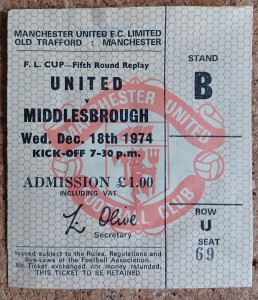 MANCHESTER UNITED F.C. LIMITED
OLD TRAFFORD : MANCHESTER
F. L. CUP—Fifth Round Replay
UNITED
v
MIDDLESBROUGH
Wed. Dec. 18th 1974
KICK-OFF 7-30 p.m.
ADMISSION £1.00
INCLUDING VAT
L. Olive
Secretary
Issued subject to the Rules, Regulations and
Bye-Laws of the Football Association.
No Ticket exchanged, nor money refunded.
THIS TICKET TO BE RETAINED
STAND
B
ROW
U
SEAT
69
MANCHESTER UNITED
FOOTBALL CLUB